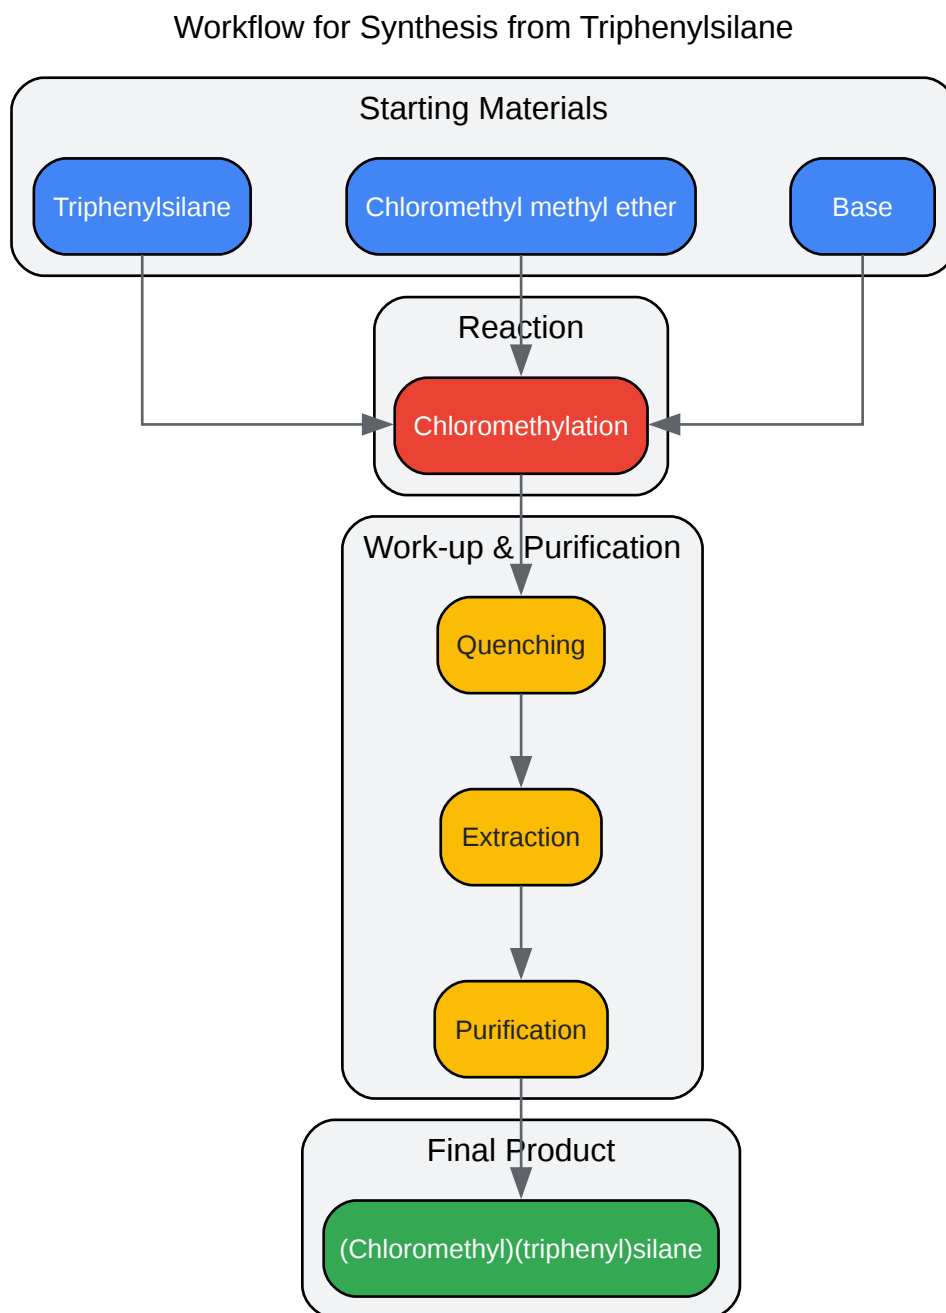 Workflow for Synthesis from Triphenylsilane
Starting Materials
Triphenylsilane
Chloromethyl methyl ether
Base
Reaction
Chloromethylation
Work-up & Purification
Quenching
Extraction
Purification
Final Product
(Chloromethyl)(triphenyl)silane